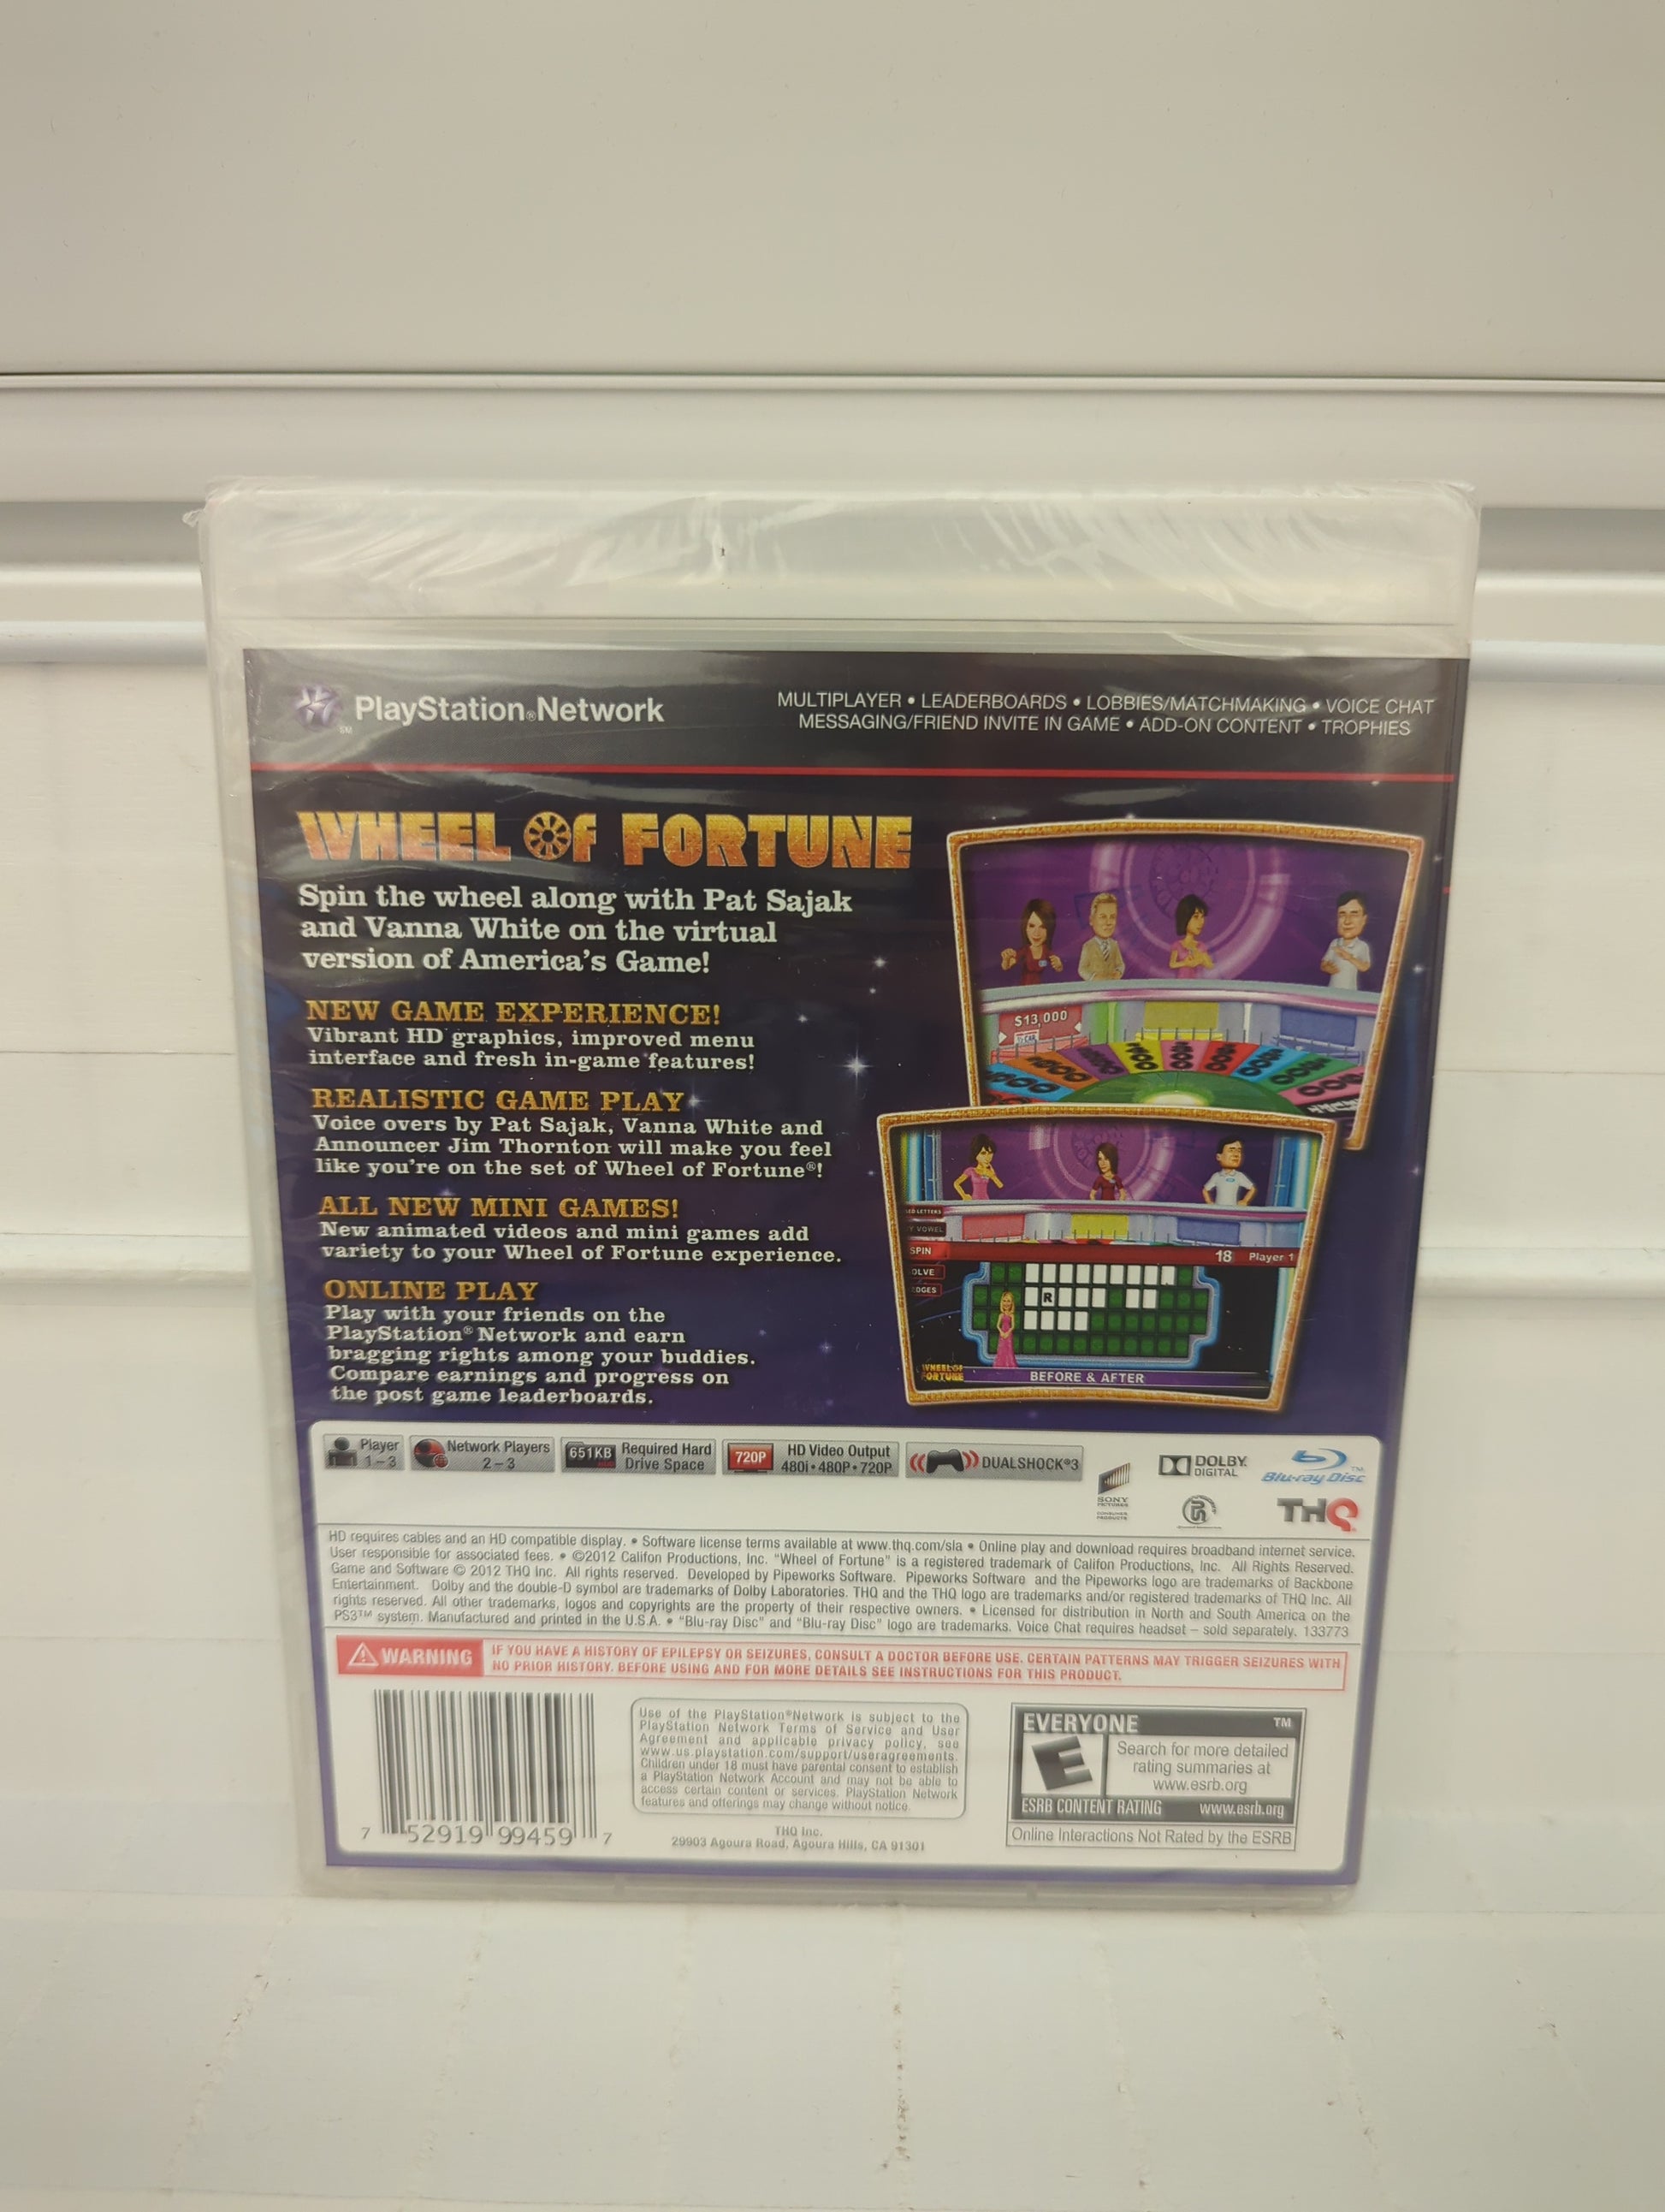 PlayStation®Network
SM
MULTIPLAYER • LEADERBOARDS • LOBBIES/MATCHMAKING • VOICE CHAT
MESSAGING/FRIEND INVITE IN GAME • ADD-ON CONTENT • TROPHIES
WHEEL OF FORTUNE
Spin the wheel along with Pat Sajak
and Vanna White on the virtual
version of America's Game!
NEW GAME EXPERIENCE!
Vibrant HD graphics, improved menu
interface and fresh in-game features!
REALISTIC GAME PLAY
Voice overs by Pat Sajak, Vanna White and
Announcer Jim Thornton will make you feel
like you're on the set of Wheel of Fortune®!
ALL NEW MINI GAMES!
New animated videos and mini games add
variety to your Wheel of Fortune experience.
ONLINE PLAY
Play with your friends on the
PlayStation® Network and earn
bragging rights among your buddies.
Compare earnings and progress on
the post game leaderboards.
$13,000
CAR
ED LETTERS
Y VOWEL
SPIN
18 Player 1
OLVE
R
WHEEL OF
FORTUNE
BEFORE & AFTER
Player
1–3
Network Players
2–3
651KB
Required Hard
Drive Space
720P
HD Video Output
480i • 480P • 720P
DUALSHOCK®3
SONY
PICTURES
CONSUMER
PRODUCTS
DOLBY
DIGITAL
Blu-ray Disc™
THQ
HD requires cables and an HD compatible display. • Software license terms available at www.thq.com/sla • Online play and download requires broadband internet service.
User responsible for associated fees. • ©2012 Califon Productions, Inc. "Wheel of Fortune" is a registered trademark of Califon Productions, Inc. All Rights Reserved.
Game and Software © 2012 THQ Inc. All rights reserved. Developed by Pipeworks Software. Pipeworks Software and the Pipeworks logo are trademarks of Backbone
Entertainment. Dolby and the double-D symbol are trademarks of Dolby Laboratories. THQ and the THQ logo are trademarks and/or registered trademarks of THQ Inc. All
rights reserved. All other trademarks, logos and copyrights are the property of their respective owners. • Licensed for distribution in North and South America on the
PS3™ system. Manufactured and printed in the U.S.A. • "Blu-ray Disc" and "Blu-ray Disc" logo are trademarks. Voice Chat requires headset – sold separately. 133773
WARNING
IF YOU HAVE A HISTORY OF EPILEPSY OR SEIZURES, CONSULT A DOCTOR BEFORE USE. CERTAIN PATTERNS MAY TRIGGER SEIZURES WITH
NO PRIOR HISTORY. BEFORE USING AND FOR MORE DETAILS SEE INSTRUCTIONS FOR THIS PRODUCT.
7 52919 99459 7
Use of the PlayStation®Network is subject to the
PlayStation Network Terms of Service and User
Agreement and applicable privacy policy, see
www.us.playstation.com/support/useragreements.
Children under 18 must have parental consent to establish
a PlayStation Network Account and may not be able to
access certain content or services. PlayStation Network
features and offerings may change without notice.
THQ Inc.
29903 Agoura Road, Agoura Hills, CA 91301
EVERYONE
TM
E
Search for more detailed
rating summaries at
www.esrb.org
ESRB CONTENT RATING www.esrb.org
Online Interactions Not Rated by the ESRB